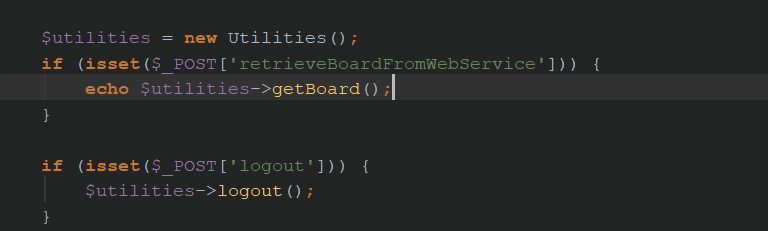 $utilities = new Utilities();
if (isset($_POST['retrieveBoardFromWebService'])) {
    echo $utilities->getBoard();
}
if (isset($_POST['logout'])) {
    $utilities->logout();
}